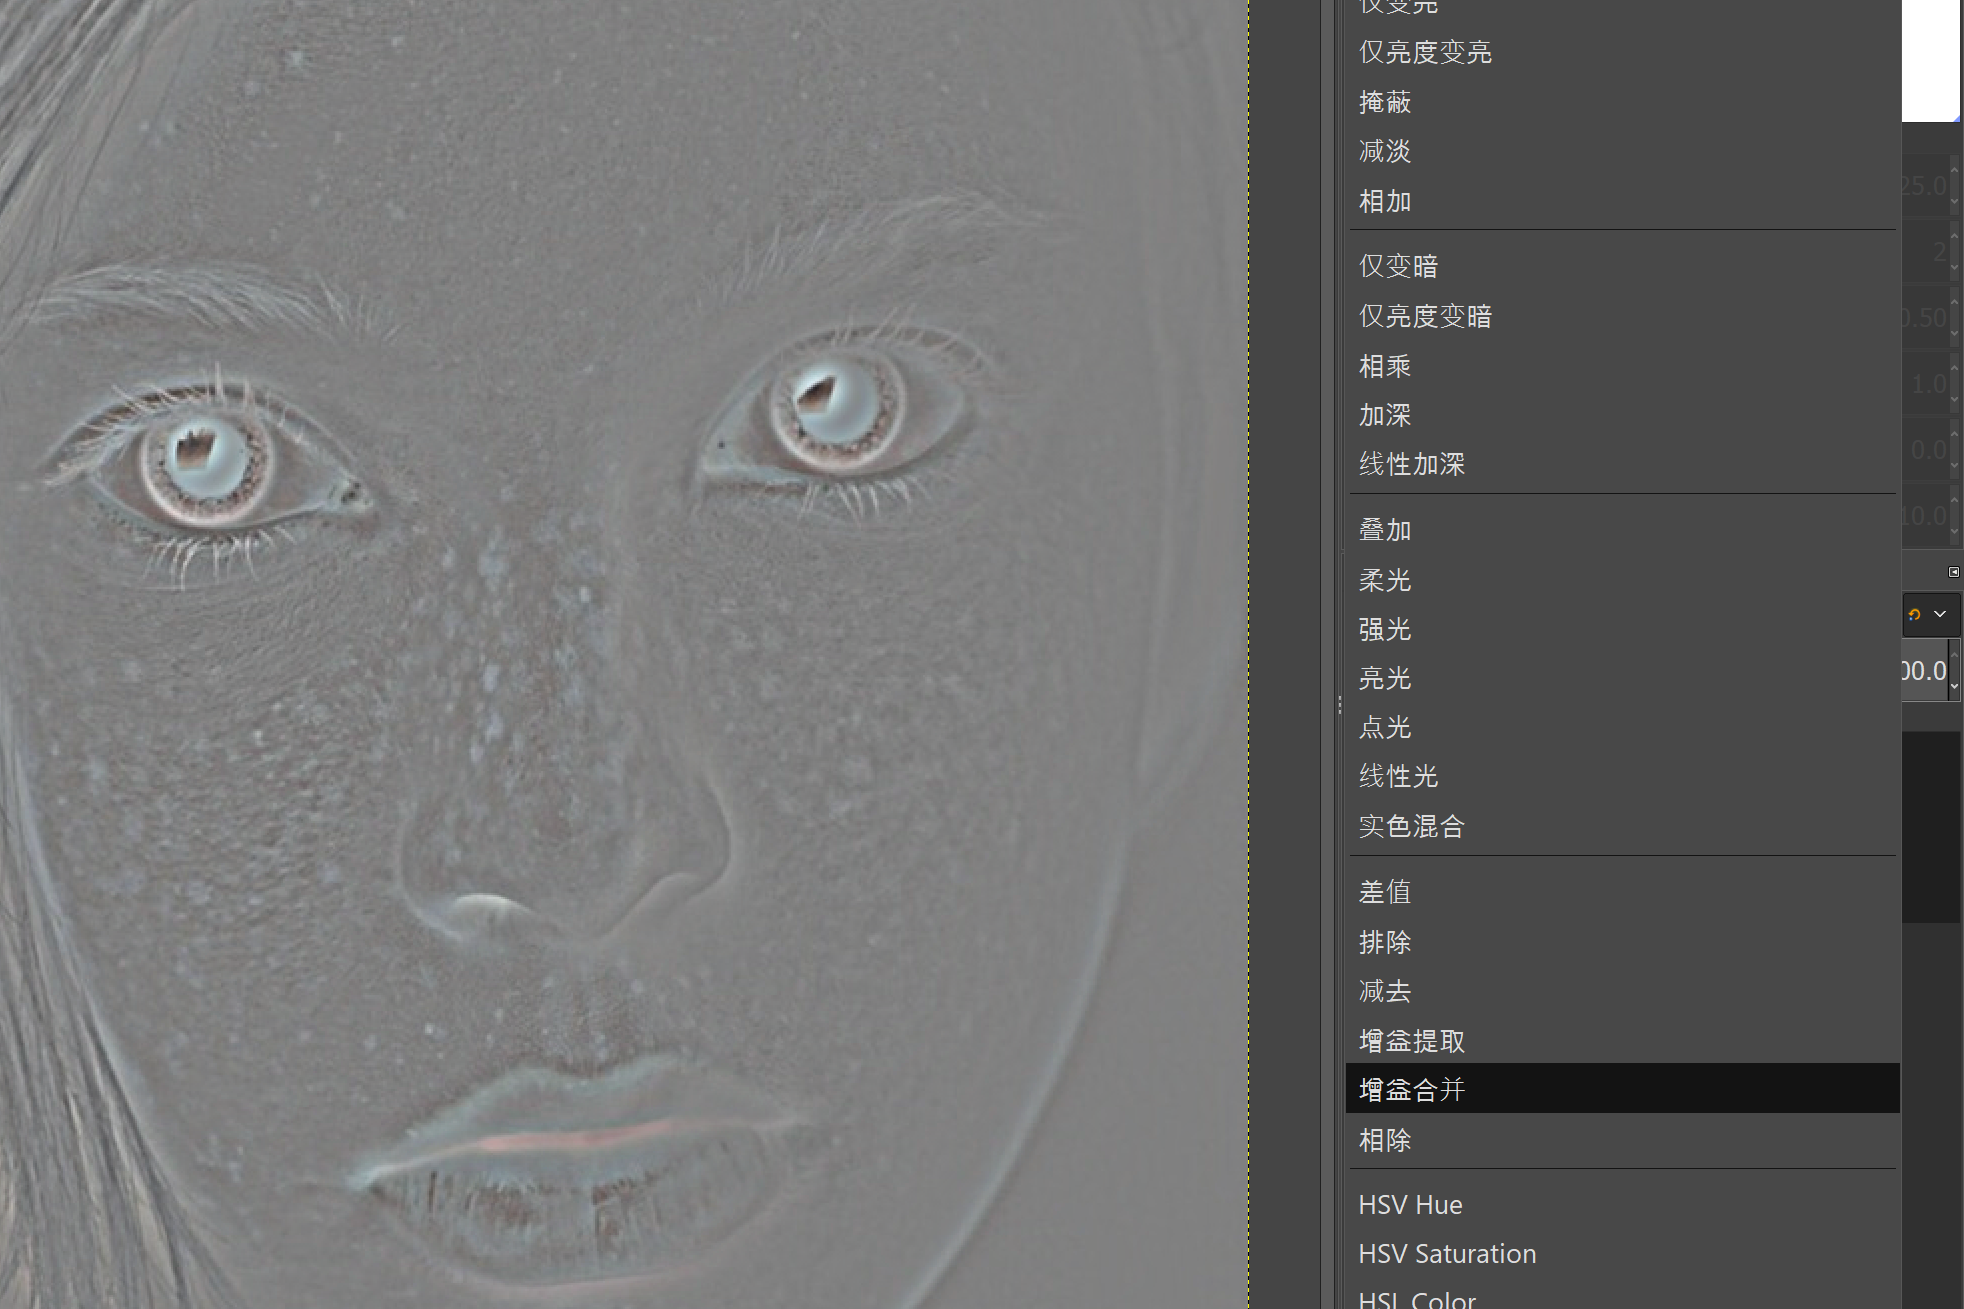 仅变亮
仅亮度变亮
掩蔽
减淡
相加
仅变暗
仅亮度变暗
相乘
加深
线性加深
叠加
柔光
强光
亮光
点光
线性光
实色混合
差值
排除
减去
增益提取
增益合并
相除
HSV Hue
HSV Saturation
HSL Color
25.0
2
0.50
1.0
0.0
10.0
00.0